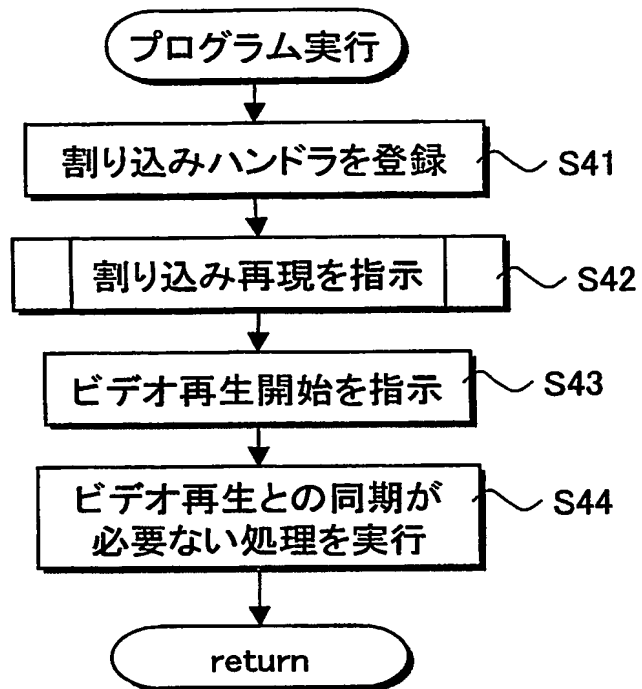 プログラム実行
割り込みハンドラを登録
S41
割り込み再現を指示
S42
ビデオ再生開始を指示
S43
ビデオ再生との同期が
必要ない処理を実行
S44
return